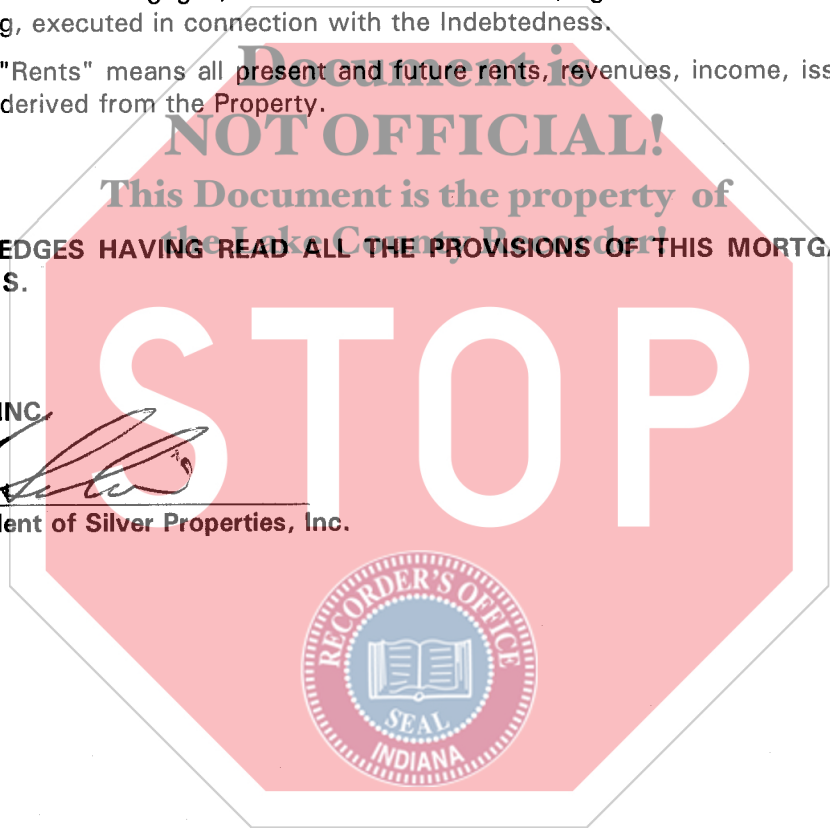 g, executed in connection with the Indebtedness.
"Rents" means all present and future rents, revenues, income, iss
derived from the Property.
Document is
NOT OFFICIAL!
This Document is the property of
the Lake County Recorder!
EDGES HAVING READ ALL THE PROVISIONS OF THIS MORTGA
S.
STOP
INC.
dent of Silver Properties, Inc.
RECORDER'S OFFICE
SEAL
INDIANA